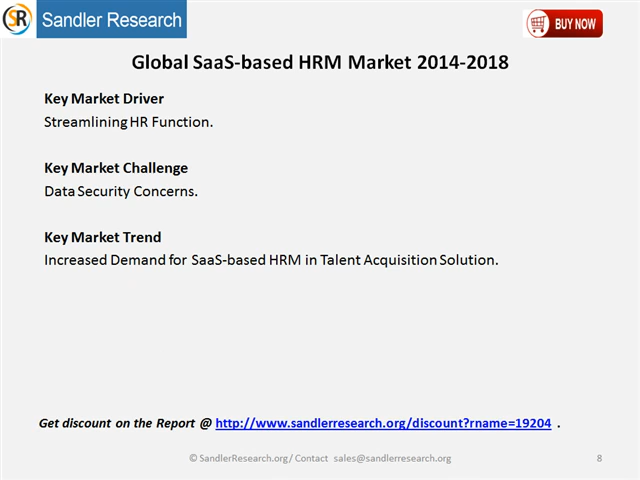 SR Sandler Research
BUY NOW
Global SaaS-based HRM Market 2014-2018
Key Market Driver
Streamlining HR Function.
Key Market Challenge
Data Security Concerns.
Key Market Trend
Increased Demand for SaaS-based HRM in Talent Acquisition Solution.
Get discount on the Report @ http://www.sandlerresearch.org/discount?rname=19204 .
© SandlerResearch.org/ Contact sales@sandlerresearch.org
8